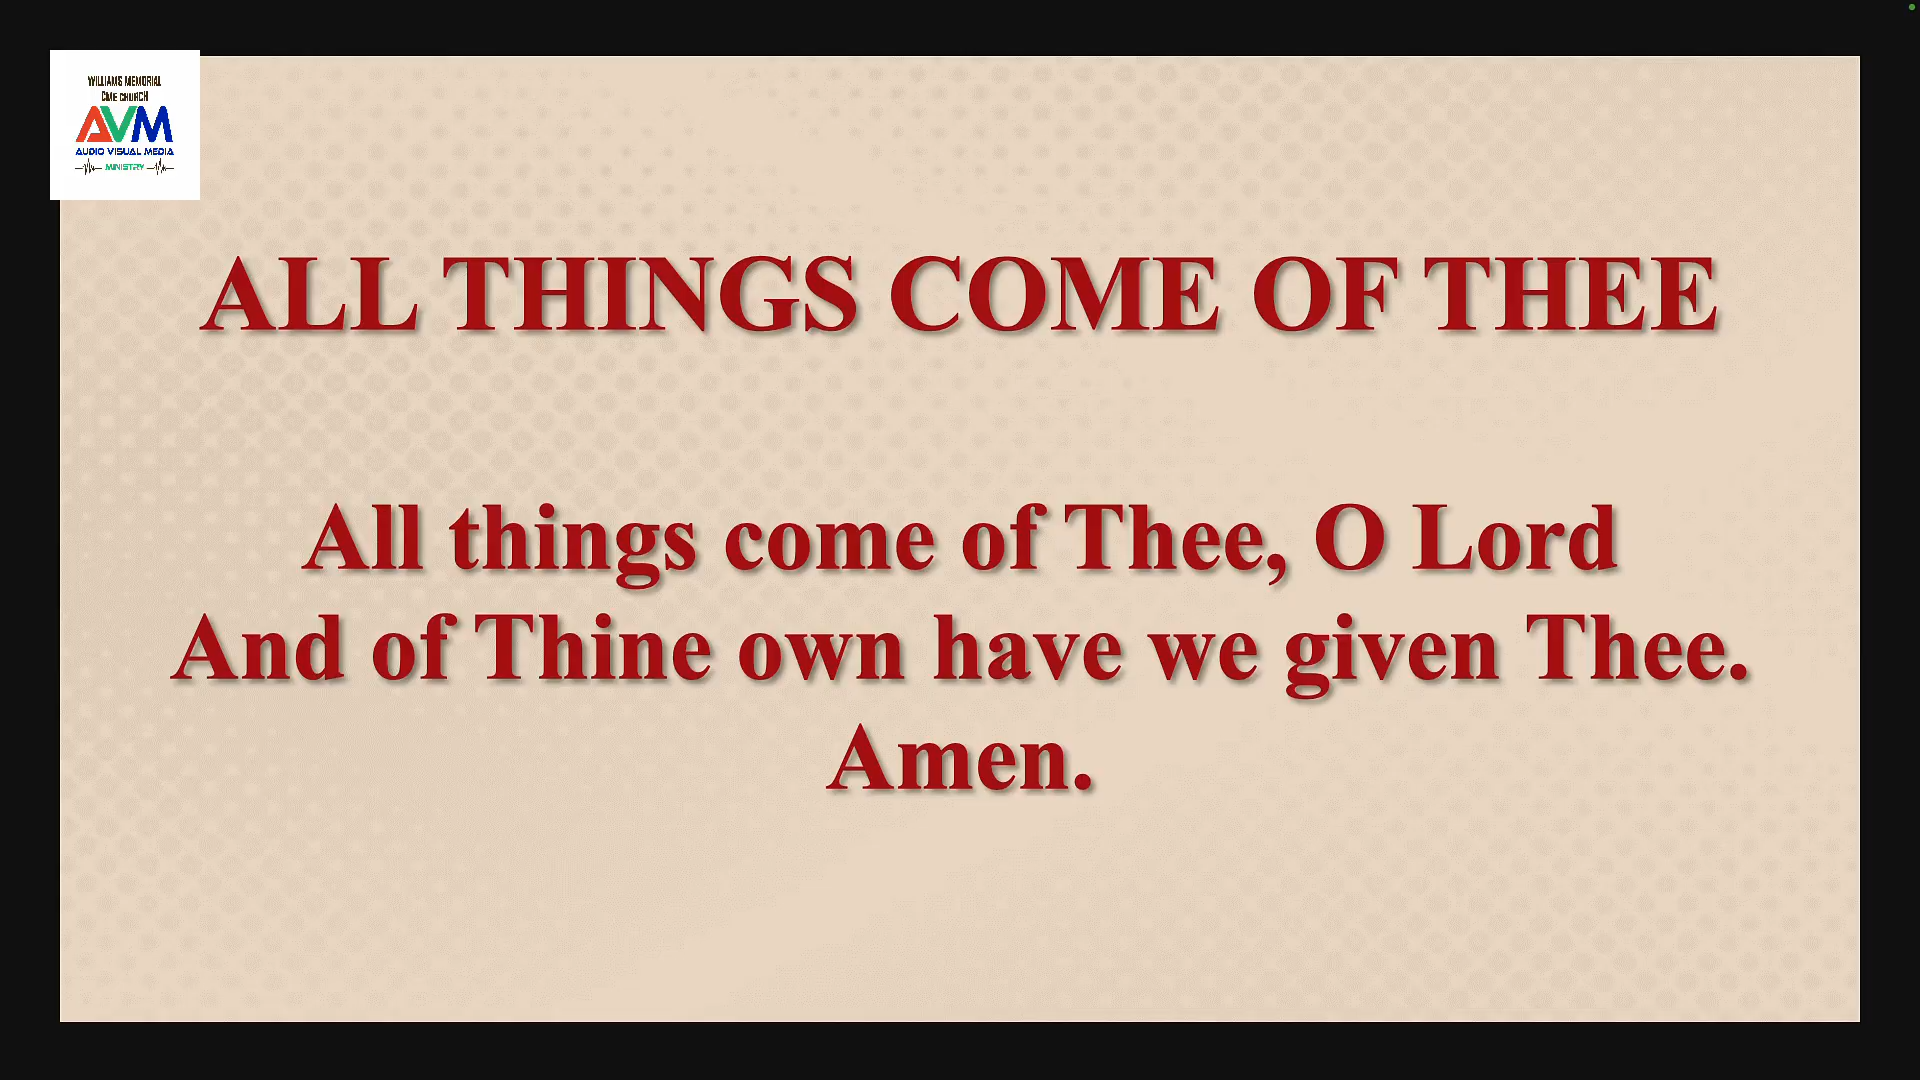 WILLIAMS MEMORIAL
CME CHURCH
AVM
AUDIO VISUAL MEDIA
MINISTRY
ALL THINGS COME OF THEE
All things come of Thee, O Lord
And of Thine own have we given Thee.
Amen.